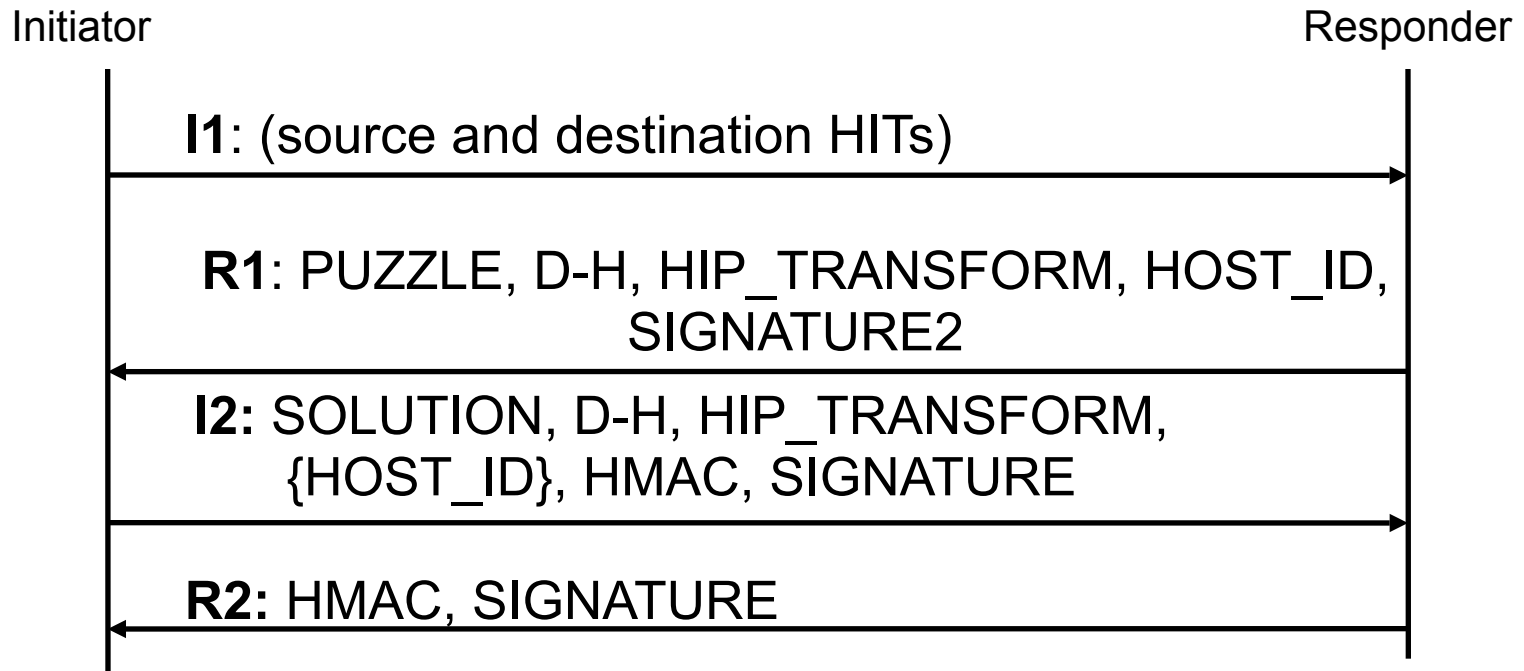 Initiator
Responder
I1: (source and destination HITs)
R1: PUZZLE, D-H, HIP_TRANSFORM, HOST_ID,
SIGNATURE2
I2: SOLUTION, D-H, HIP_TRANSFORM,
{HOST_ID}, HMAC, SIGNATURE
R2: HMAC, SIGNATURE